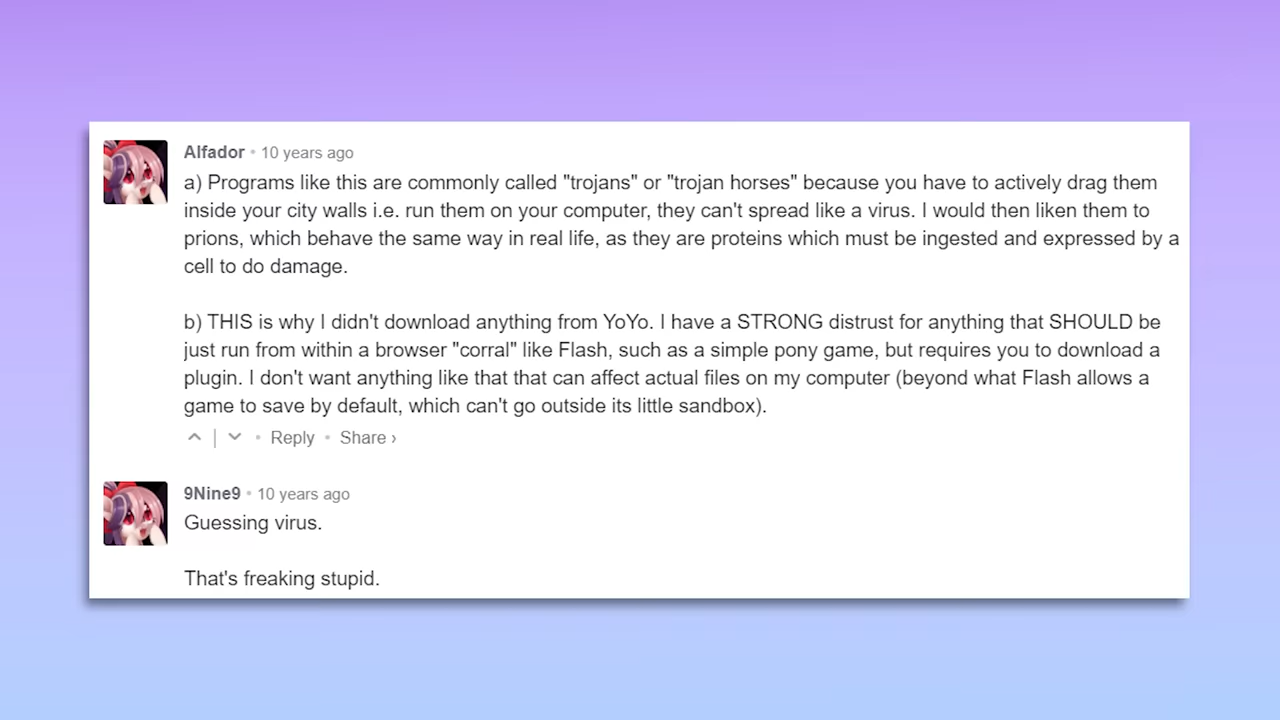 Alfador • 10 years ago
a) Programs like this are commonly called "trojans" or "trojan horses" because you have to actively drag them
inside your city walls i.e. run them on your computer, they can't spread like a virus. I would then liken them to
prions, which behave the same way in real life, as they are proteins which must be ingested and expressed by a
cell to do damage.
b) THIS is why I didn't download anything from YoYo. I have a STRONG distrust for anything that SHOULD be
just run from within a browser "corral" like Flash, such as a simple pony game, but requires you to download a
plugin. I don't want anything like that that can affect actual files on my computer (beyond what Flash allows a
game to save by default, which can't go outside its little sandbox).
• Reply • Share ›
9Nine9 • 10 years ago
Guessing virus.
That's freaking stupid.